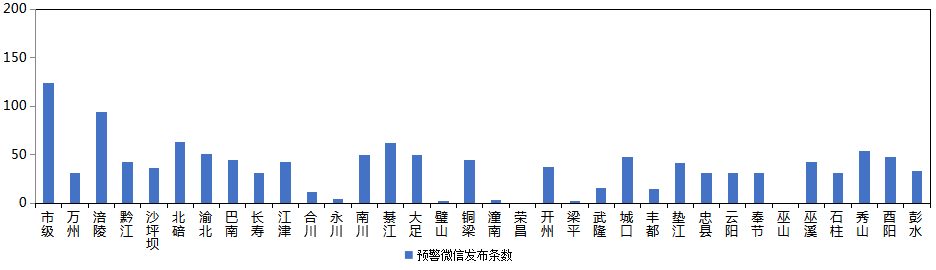 200
150
100
50
0
市级
万州
涪陵
黔江
沙坪坝
北碚
渝北
巴南
长寿
江津
合川
永川
南川
綦江
大足
璧山
铜梁
潼南
荣昌
开州
梁平
武隆
城口
丰都
垫江
忠县
云阳
奉节
巫山
巫溪
石柱
秀山
酉阳
彭水
预警微信发布条数